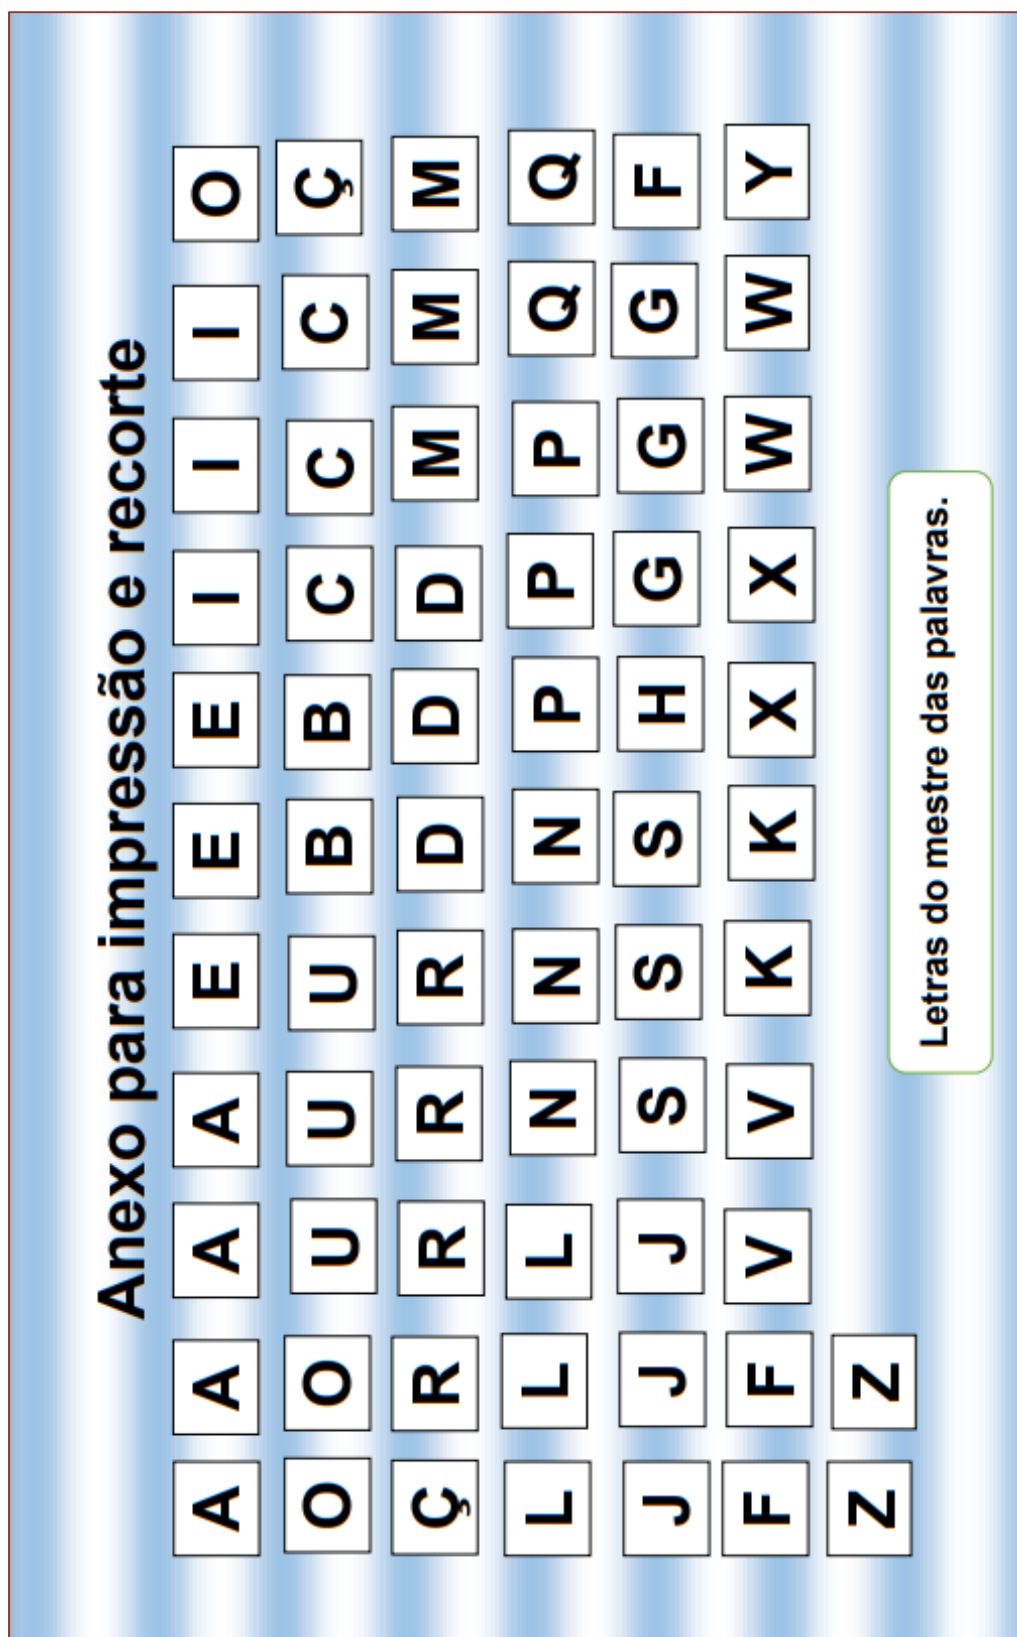 Anexo para impressão e recorte
A A A A E E E I I I O
O O U U U B B C C C Ç
Ç R R R R D D D M M M
L L L N N N P P P Q Q
J J J S S S H G G G F
F F V V K K X X W W Y
Z Z
Letras do mestre das palavras.